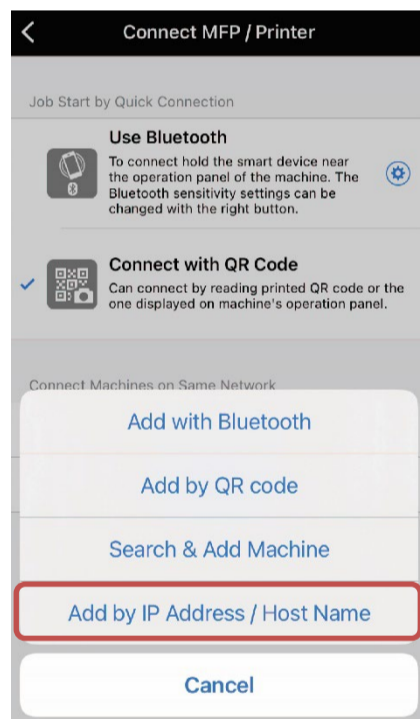 Connect MFP / Printer
Job Start by Quick Connection
Use Bluetooth
To connect hold the smart device near
the operation panel of the machine. The
Bluetooth sensitivity settings can be
changed with the right button.
Connect with QR Code
Can connect by reading printed QR code or the
one displayed on machine's operation panel.
Connect Machines on Same Network
Add with Bluetooth
Add by QR code
Search & Add Machine
Add by IP Address / Host Name
Cancel